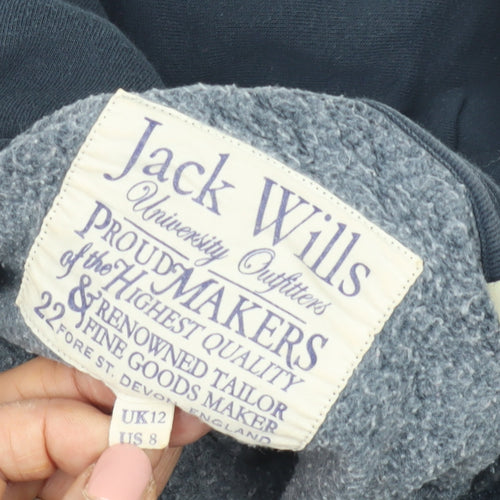 Jack Wills
University Outfitters
PROUD MAKERS
of the HIGHEST QUALITY
& RENOWNED TAILOR
FINE GOODS MAKER
22 FORE ST. DEVON, ENGLAND
UK 12
US 8